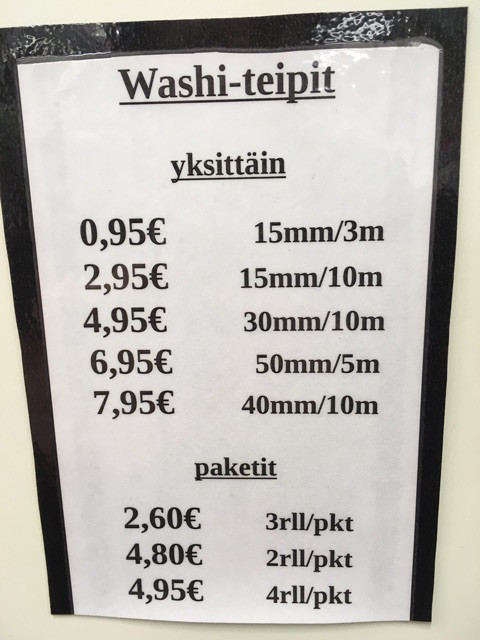 Washi-teipit
yksittäin
0,95€ 15mm/3m
2,95€ 15mm/10m
4,95€ 30mm/10m
6,95€ 50mm/5m
7,95€ 40mm/10m
paketit
2,60€ 3rll/pkt
4,80€ 2rll/pkt
4,95€ 4rll/pkt